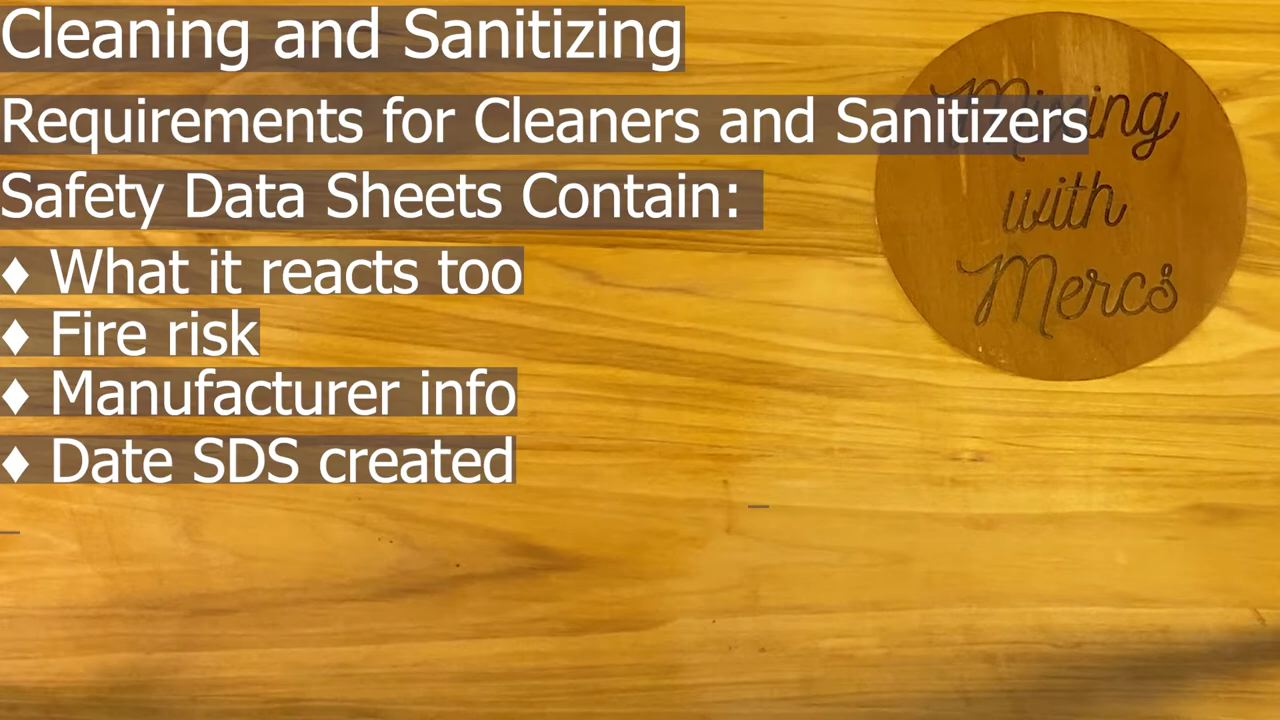 Cleaning and Sanitizing
Requirements for Cleaners and Sanitizers
Safety Data Sheets Contain:
♦ What it reacts too
♦ Fire risk
♦ Manufacturer info
♦ Date SDS created
Mixing
with
Mercs